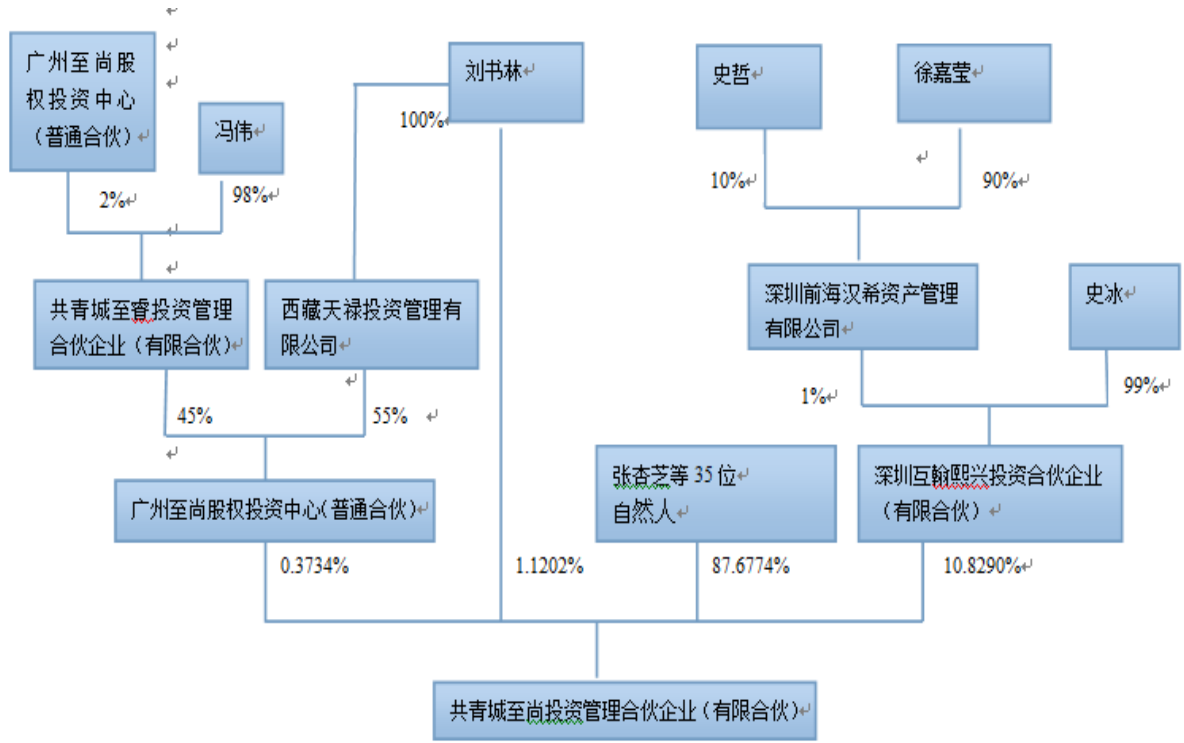 广州至尚股
权投资中心
（普通合伙）
冯伟
刘书林
史哲
徐嘉莹
2%
98%
100%
10%
90%
共青城至睿投资管理
合伙企业（有限合伙）
西藏天禄投资管理有
限公司
深圳前海汉希资产管理
有限公司
史冰
45%
55%
1%
99%
广州至尚股权投资中心（普通合伙）
张杏芝等 35 位
自然人
深圳互翰熙兴投资合伙企业
（有限合伙）
0.3734%
1.1202%
87.6774%
10.8290%
共青城至尚投资管理合伙企业（有限合伙）